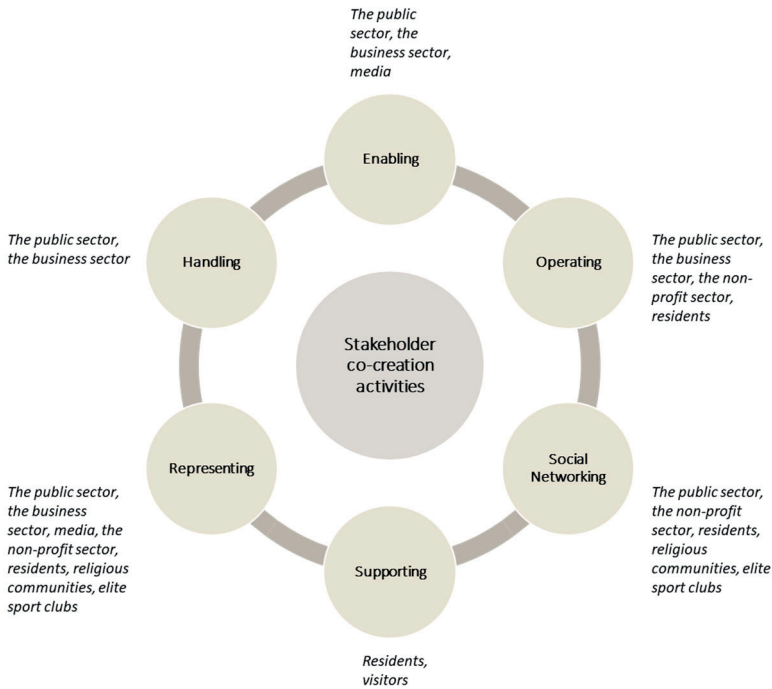 The public
sector, the
business sector,
media
Enabling
The public sector,
the business sector
Handling
Operating
The public sector,
the business
sector, the non-
profit sector,
residents
Stakeholder
co-creation
activities
Representing
Social
Networking
The public sector,
the business
sector, media, the
non-profit sector,
residents, religious
communities, elite
sport clubs
The public sector,
the non-profit
sector, residents,
religious
communities, elite
sport clubs
Supporting
Residents,
visitors